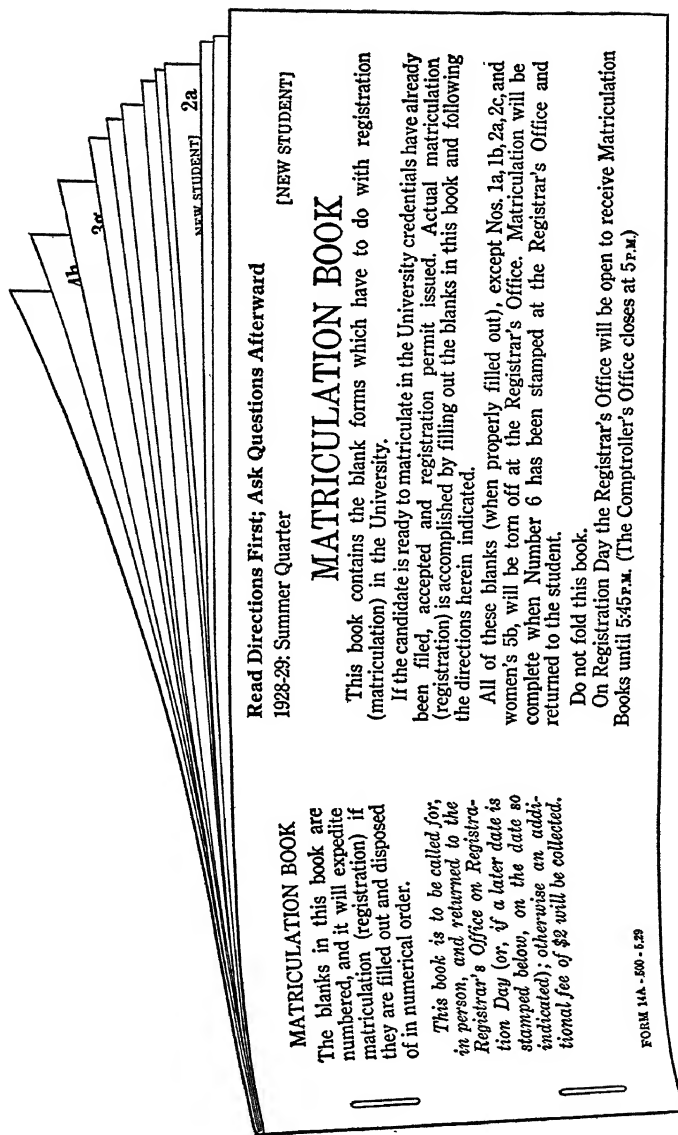 MATRICULATION BOOK
The blanks in this book are
numbered, and it will expedite
matriculation (registration) if
they are filled out and disposed
of in numerical order.
This book is to be called for,
in person, and returned to the
Registrar's Office on Registra-
tion Day (or, if a later date is
stamped below, on the date so
indicated); otherwise an addi-
tional fee of $2 will be collected.
FORM 14A - 500 - 5.29
Read Directions First; Ask Questions Afterward
1928-29: Summer Quarter
[NEW STUDENT]
MATRICULATION BOOK
This book contains the blank forms which have to do with registration
(matriculation) in the University.
If the candidate is ready to matriculate in the University credentials have already
been filed, accepted and registration permit issued. Actual matriculation
(registration) is accomplished by filling out the blanks in this book and following
the directions herein indicated.
All of these blanks (when properly filled out), except Nos. 1a, 1b, 2a, 2c, and
women's 5b, will be torn off at the Registrar's Office. Matriculation will be
complete when Number 6 has been stamped at the Registrar's Office and
returned to the student.
Do not fold this book.
On Registration Day the Registrar's Office will be open to receive Matriculation
Books until 5:45 P.M. (The Comptroller's Office closes at 5 P.M.)
NEW STUDENT]
2a
4b